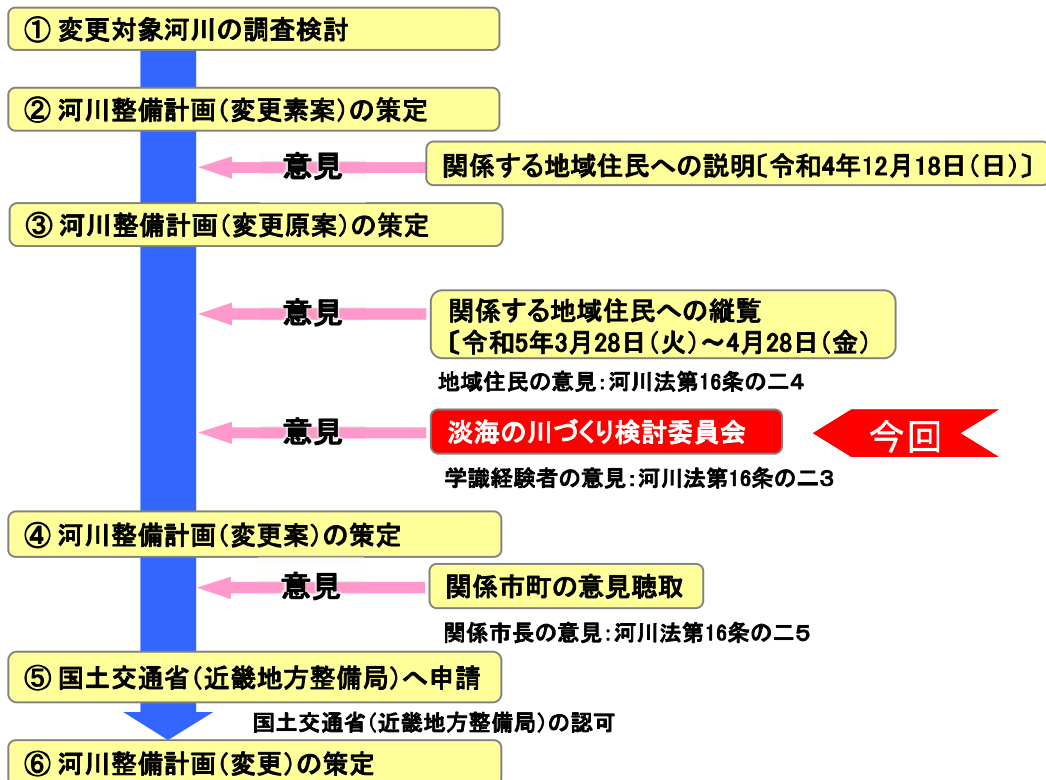 ① 変更対象河川の調査検討
② 河川整備計画(変更素案)の策定
意見
関係する地域住民への説明〔令和4年12月18日(日)〕
③ 河川整備計画(変更原案)の策定
意見
関係する地域住民への縦覧
〔令和5年3月28日(火)～4月28日(金)
地域住民の意見:河川法第16条の二4
意見
淡海の川づくり検討委員会
今回
学識経験者の意見:河川法第16条の二3
④ 河川整備計画(変更案)の策定
意見
関係市町の意見聴取
関係市長の意見:河川法第16条の二5
⑤ 国土交通省(近畿地方整備局)へ申請
国土交通省(近畿地方整備局)の認可
⑥ 河川整備計画(変更)の策定